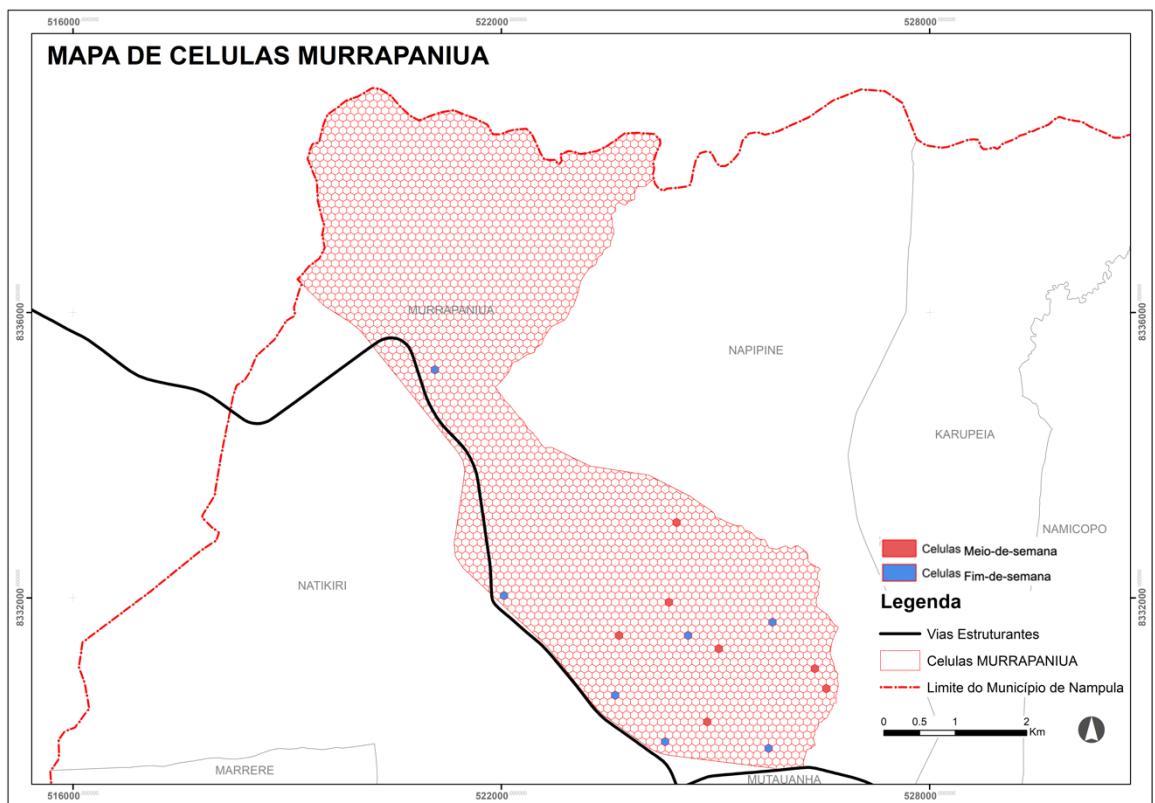 516000
522000
528000
MAPA DE CELULAS MURRAPANIUA
8336000
MURRAPANIUA
8336000
NAPIPINE
KARUPEIA
NAMICOPO
Celulas Meio-de-semana
Celulas Fim-de-semana
NATIKIRI
8332000
8332000
Legenda
Vias Estruturantes
Celulas MURRAPANIUA
Limite do Município de Nampula
0 0.5 1 2
Km
MARRERE
MUTAUANHA
516000
522000
528000